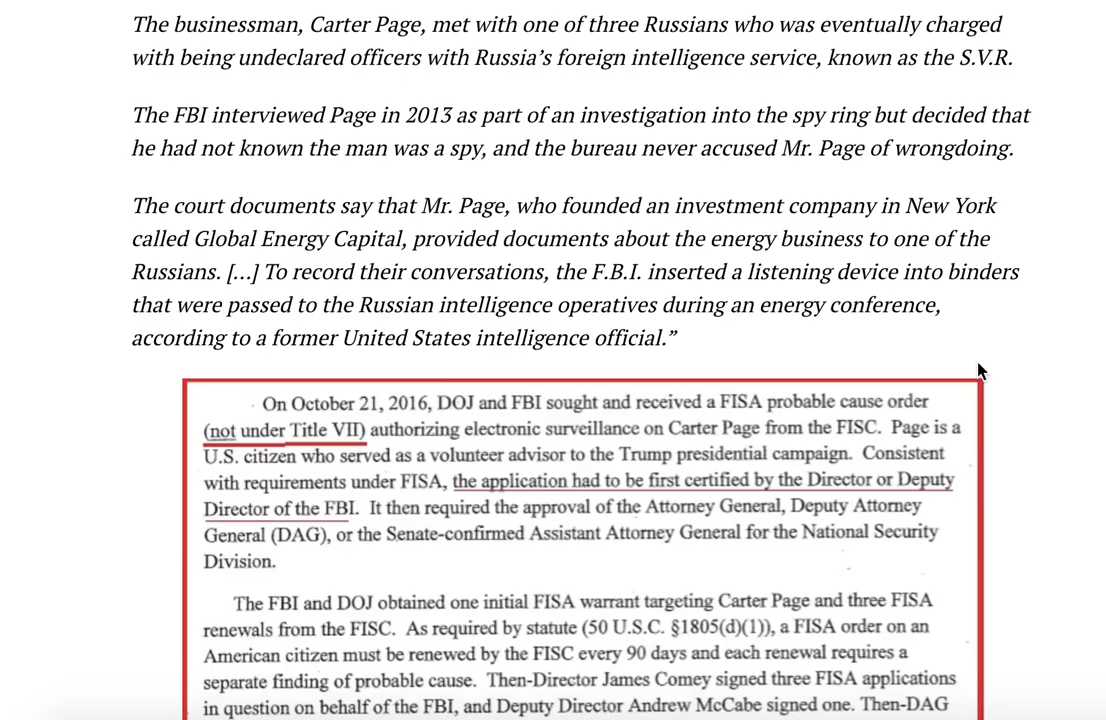 The businessman, Carter Page, met with one of three Russians who was eventually charged
with being undeclared officers with Russia’s foreign intelligence service, known as the S.V.R.
The FBI interviewed Page in 2013 as part of an investigation into the spy ring but decided that
he had not known the man was a spy, and the bureau never accused Mr. Page of wrongdoing.
The court documents say that Mr. Page, who founded an investment company in New York
called Global Energy Capital, provided documents about the energy business to one of the
Russians. […] To record their conversations, the F.B.I. inserted a listening device into binders
that were passed to the Russian intelligence operatives during an energy conference,
according to a former United States intelligence official.”
On October 21, 2016, DOJ and FBI sought and received a FISA probable cause order
(not under Title VII) authorizing electronic surveillance on Carter Page from the FISC. Page is a
U.S. citizen who served as a volunteer advisor to the Trump presidential campaign. Consistent
with requirements under FISA, the application had to be first certified by the Director or Deputy
Director of the FBI. It then required the approval of the Attorney General, Deputy Attorney
General (DAG), or the Senate-confirmed Assistant Attorney General for the National Security
Division.
The FBI and DOJ obtained one initial FISA warrant targeting Carter Page and three FISA
renewals from the FISC. As required by statute (50 U.S.C. §1805(d)(1)), a FISA order on an
American citizen must be renewed by the FISC every 90 days and each renewal requires a
separate finding of probable cause. Then-Director James Comey signed three FISA applications
in question on behalf of the FBI, and Deputy Director Andrew McCabe signed one. Then-DAG